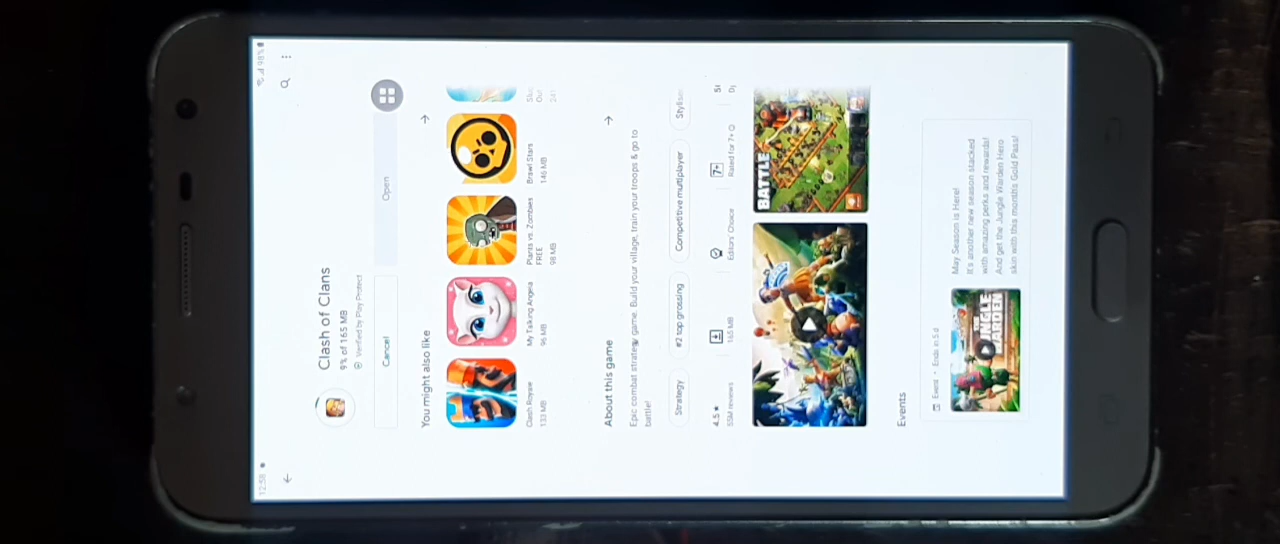 12:58
98%
Clash of Clans
8% of 165 MB
Verified by Play Protect
Cancel
Open
You might also like
Clash Royale
133 MB
My Talking Angela
96 MB
Plants vs. Zombies
FREE
98 MB
Brawl Stars
146 MB
About this game
Epic combat strategy game. Build your village, train your troops & go to
battle!
Strategy
#2 top grossing
Competitive multiplayer
4.5★
55M reviews
165 MB
Editors' Choice
7+
Rated for 7+
BATTLE
Events
Event • Ends in 5 d
JUNGLE
WARDEN
May Season is Here!
It's another new season stacked
with amazing perks and rewards!
And get the Jungle Warden Hero
skin with this month's Gold Pass!